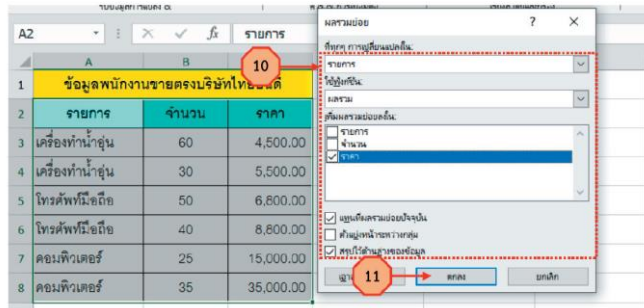 A2
fx
รายการ
ผลรวมย่อย
?
×
A
B
1
ข้อมูลพนักงานขายตรงบริษัทไทย
2
รายการ
จำนวน
ราคา
3
เครื่องทำน้ำอุ่น
60
4,500.00
4
เครื่องทำน้ำอุ่น
30
5,500.00
5
โทรศัพท์มือถือ
50
6,800.00
6
โทรศัพท์มือถือ
40
8,800.00
7
คอมพิวเตอร์
25
15,000.00
8
คอมพิวเตอร์
35
35,000.00
10
ที่ทุกๆ การเปลี่ยนแปลงใน:
รายการ
ใช้ฟังก์ชัน:
ผลรวม
เพิ่มผลรวมย่อยลงใน:
รายการ
จำนวน
ราคา
แทนที่ผลรวมย่อยปัจจุบัน
ตัวแบ่งหน้าระหว่างกลุ่ม
สรุปไว้ด้านล่างของข้อมูล
11
ตกลง
ยกเลิก